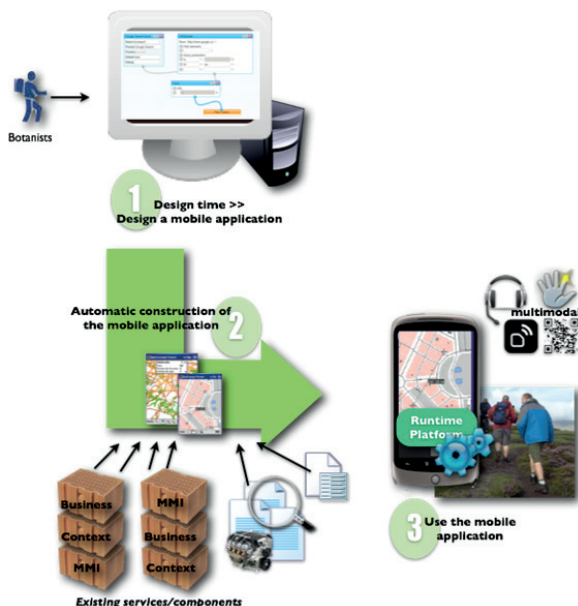 Botanists
1
Design time >>
Design a mobile application
Automatic construction of
the mobile application
2
multimodal
Runtime
Platform
Business
MMI
Context
Business
MMI
Context
3
Use the mobile
application
Existing services/components